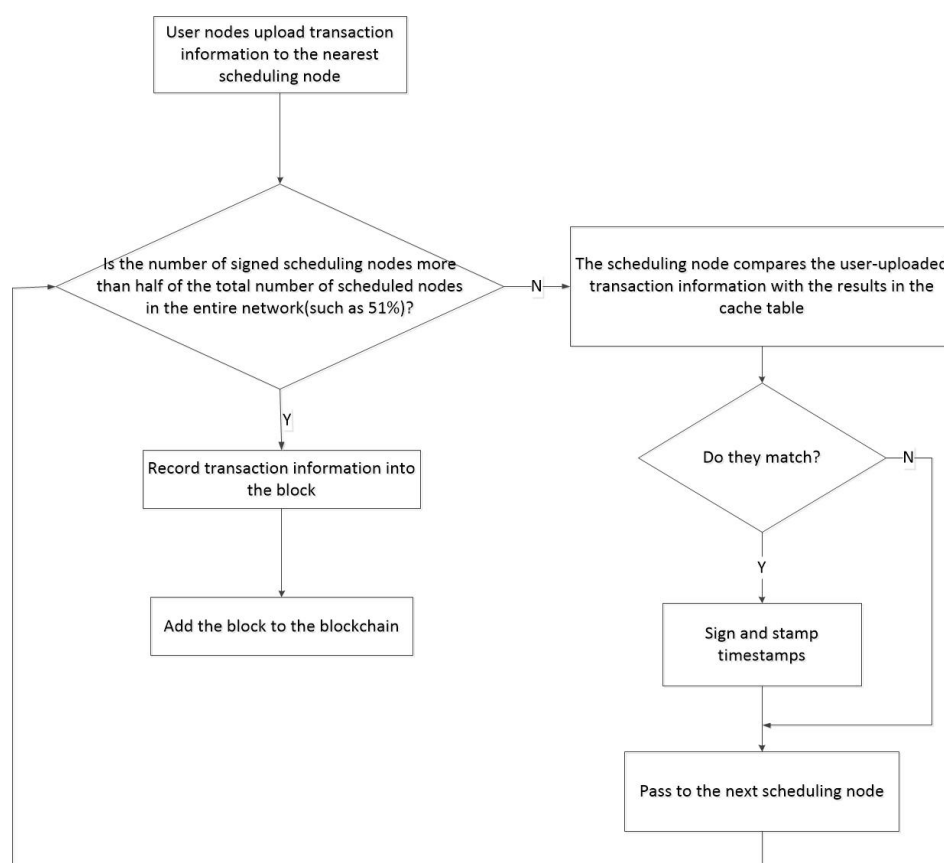 User nodes upload transaction
information to the nearest
scheduling node
Is the number of signed scheduling nodes more
than half of the total number of scheduled nodes
in the entire network(such as 51%)?
N
The scheduling node compares the user-uploaded
transaction information with the results in the
cache table
Y
Record transaction information into
the block
Add the block to the blockchain
Do they match?
N
Y
Sign and stamp
timestamps
Pass to the next scheduling node